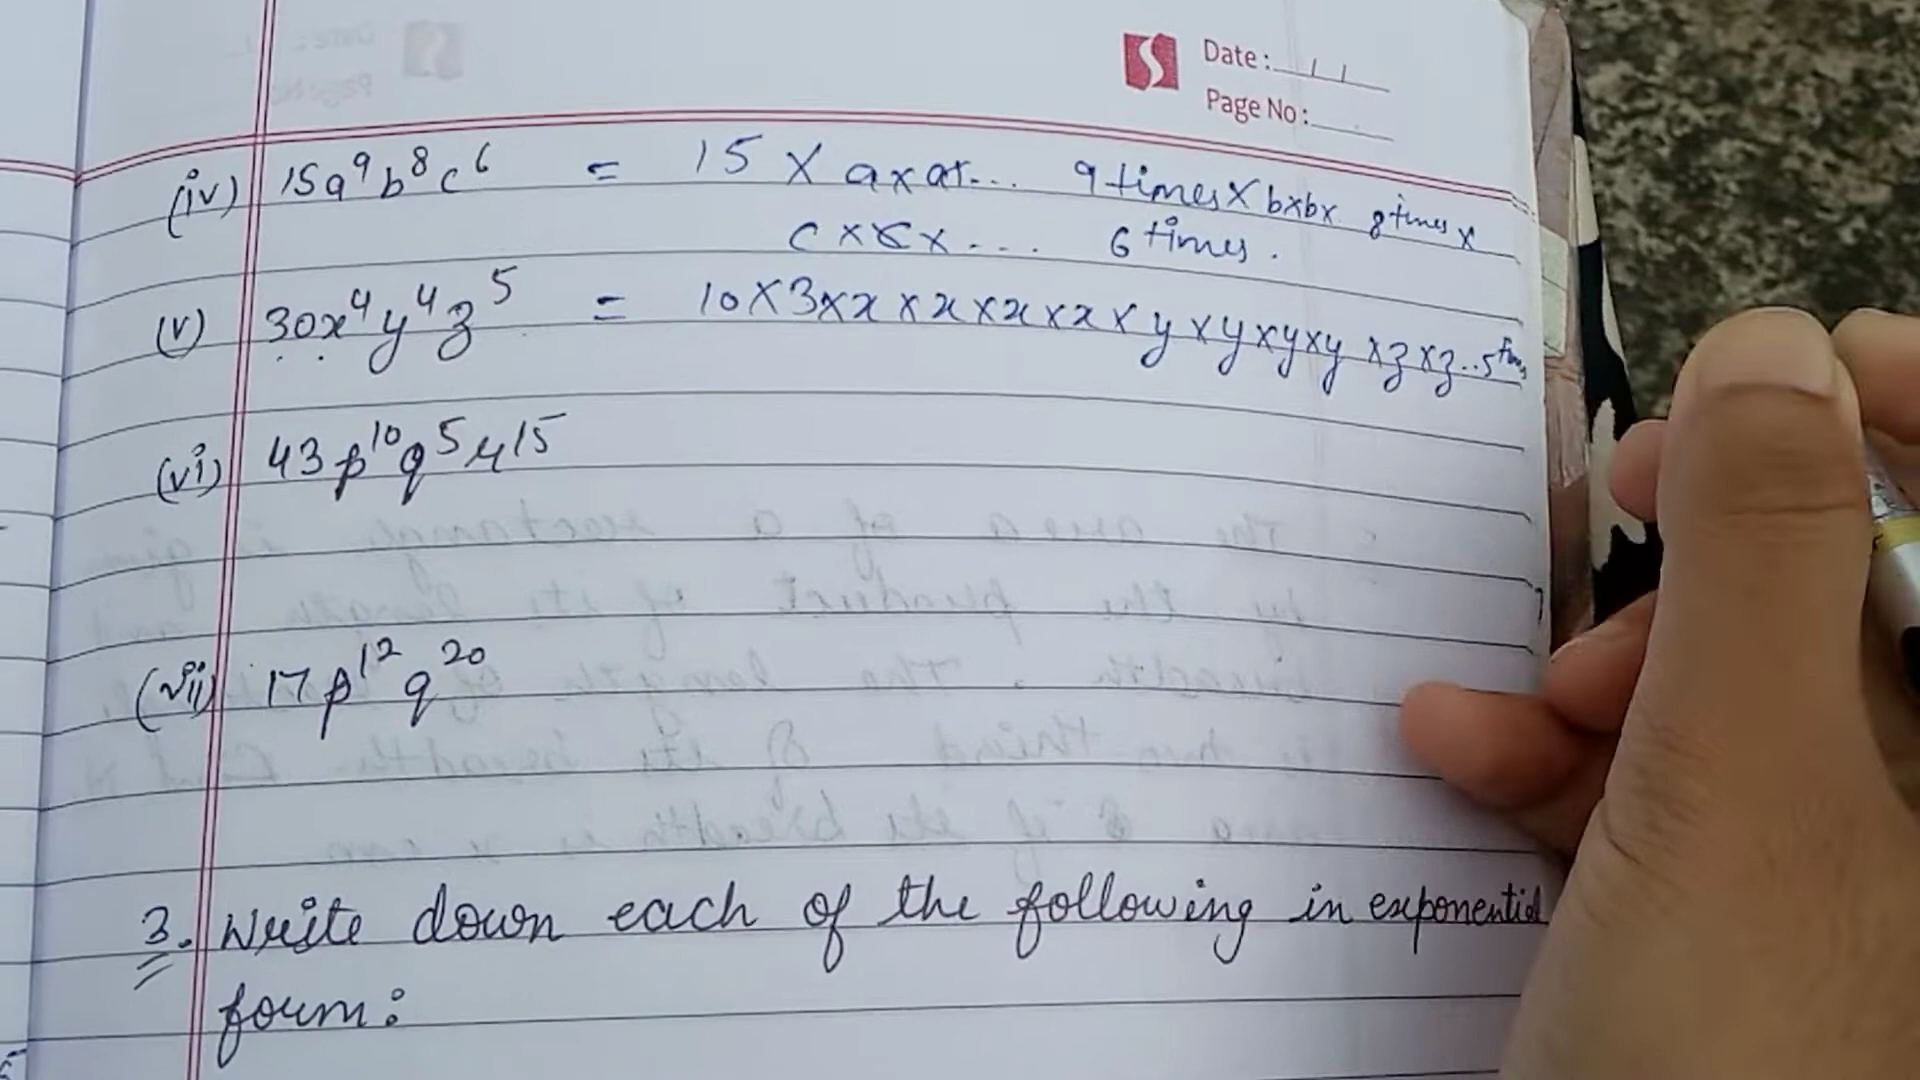 Date: / /
Page No:
(iv) 15a⁹b⁸c⁶ = 15 × a×a×... 9 times × b×b× 8 times ×
c×c×.... 6 times.
(v) 30x⁴y⁴z⁵ = 10×3×x×x×x×x×y×y×y×y×z×z..5 times
(vi) 43p¹⁰q⁵r¹⁵
(vii) 17p¹²q²⁰
3. Write down each of the following in exponential
form: